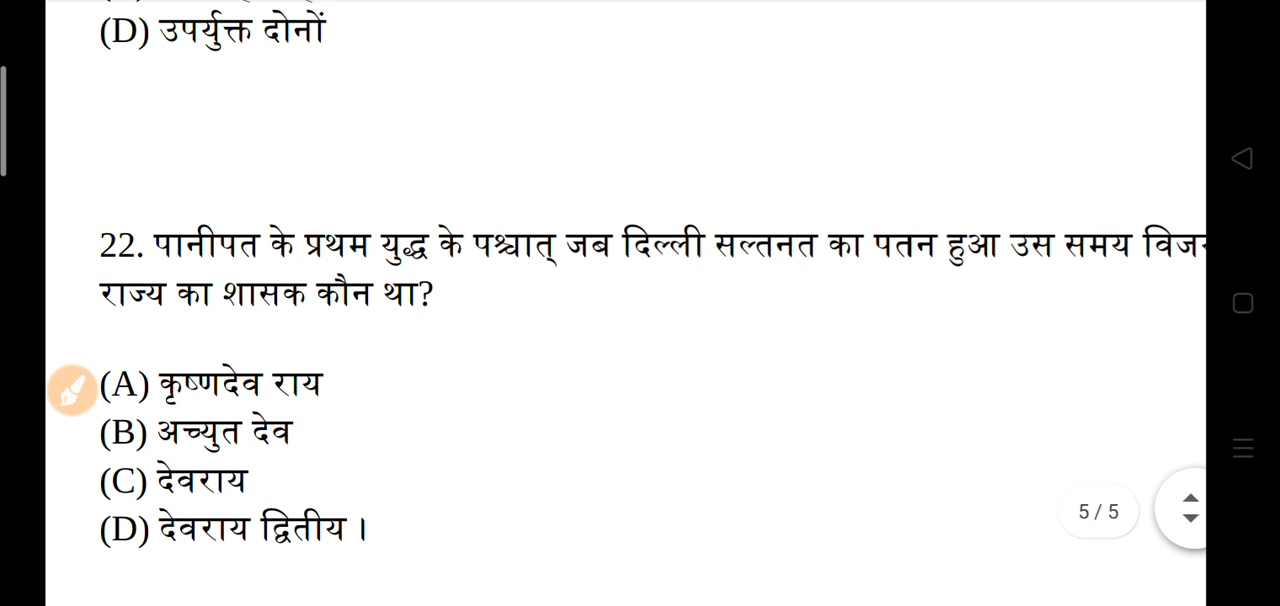 (D) उपर्युक्त दोनों
22. पानीपत के प्रथम युद्ध के पश्चात् जब दिल्ली सल्तनत का पतन हुआ उस समय
राज्य का शासक कौन था?
(A) कृष्णदेव राय
(B) अच्युत देव
(C) देवराय
(D) देवराय द्वितीय ।
5 / 5